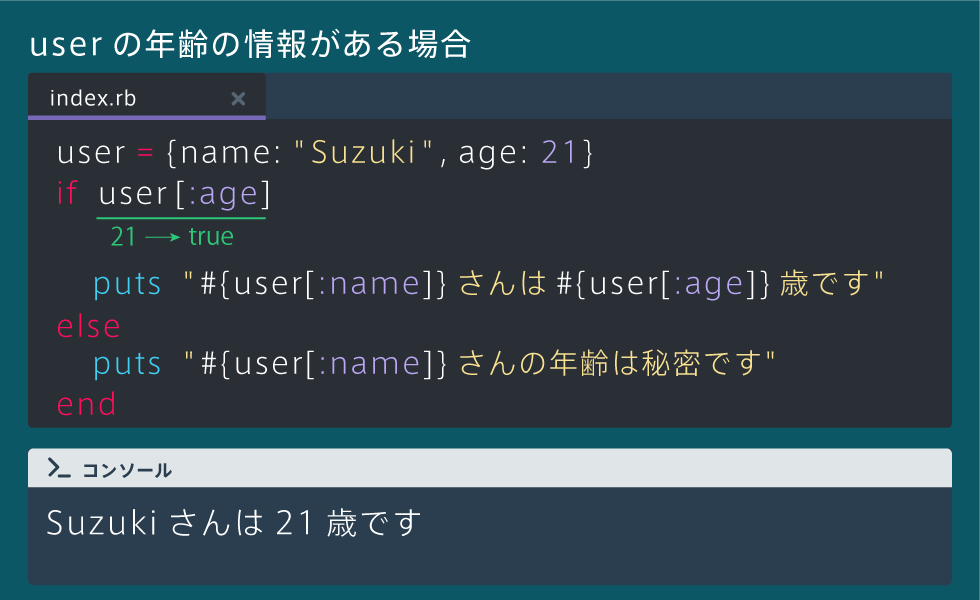 user の年齢の情報がある場合
index.rb ×
user = {name: "Suzuki", age: 21}
if user[:age]
21 → true
puts "#{user[:name]} さんは #{user[:age]} 歳です"
else
puts "#{user[:name]} さんの年齢は秘密です"
end
>_ コンソール
Suzuki さんは 21 歳です